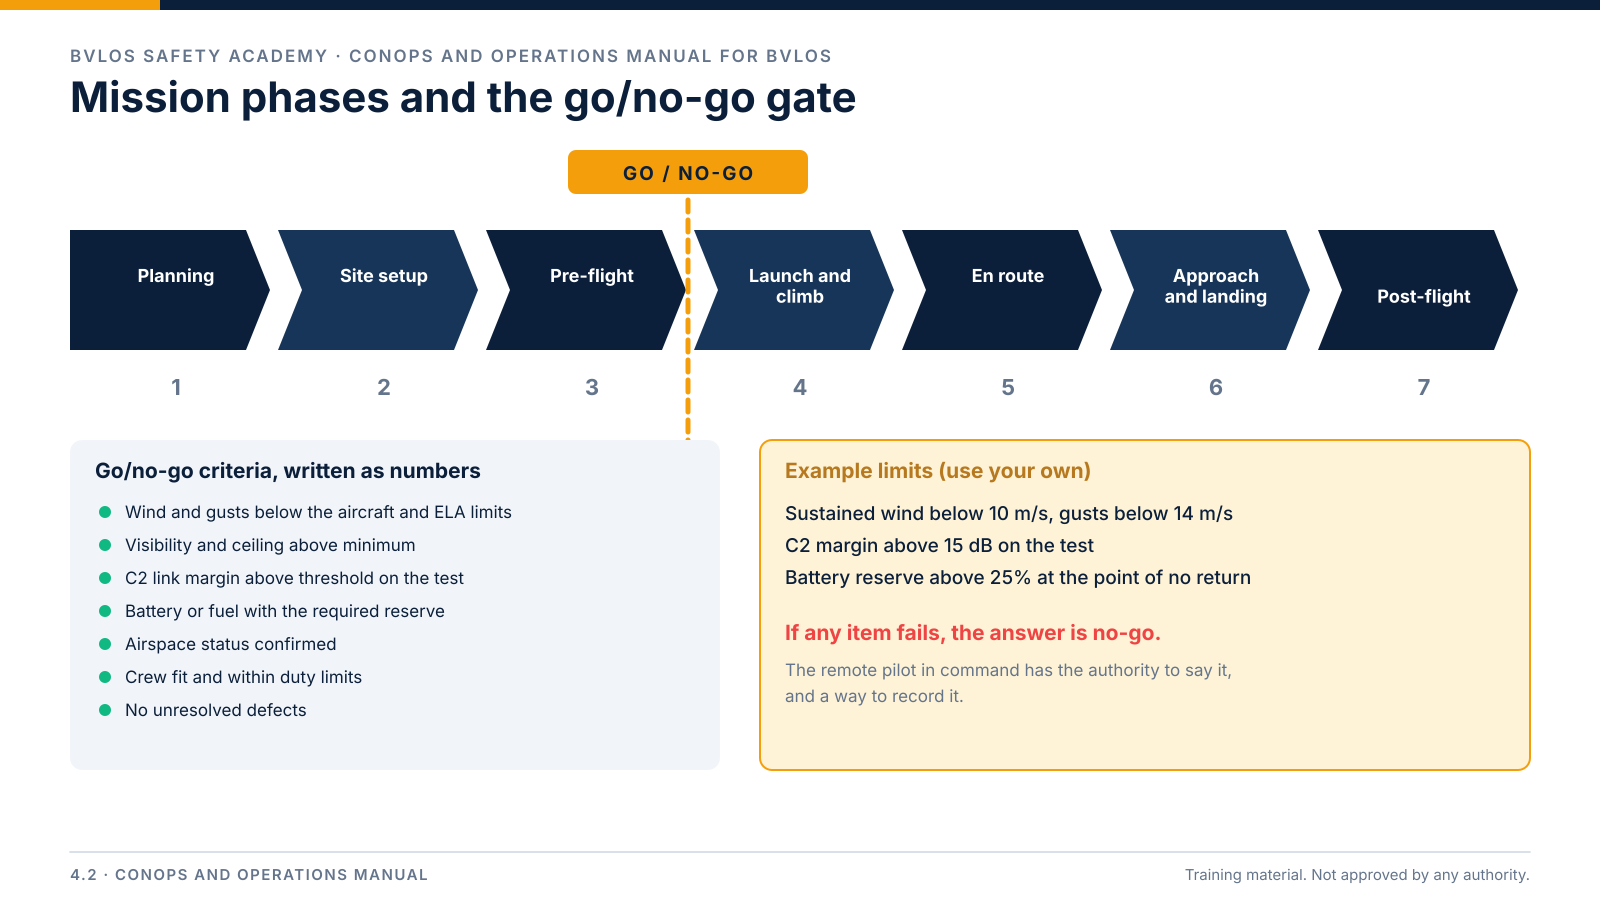 BVLOS SAFETY ACADEMY · CONOPS AND OPERATIONS MANUAL FOR BVLOS
Mission phases and the go/no-go gate
GO / NO-GO
Planning
Site setup
Pre-flight
Launch and
climb
En route
Approach
and landing
Post-flight
1
2
3
4
5
6
7
Go/no-go criteria, written as numbers
Wind and gusts below the aircraft and ELA limits
Visibility and ceiling above minimum
C2 link margin above threshold on the test
Battery or fuel with the required reserve
Airspace status confirmed
Crew fit and within duty limits
No unresolved defects
Example limits (use your own)
Sustained wind below 10 m/s, gusts below 14 m/s
C2 margin above 15 dB on the test
Battery reserve above 25% at the point of no return
If any item fails, the answer is no-go.
The remote pilot in command has the authority to say it,
and a way to record it.
4.2 · CONOPS AND OPERATIONS MANUAL
Training material. Not approved by any authority.